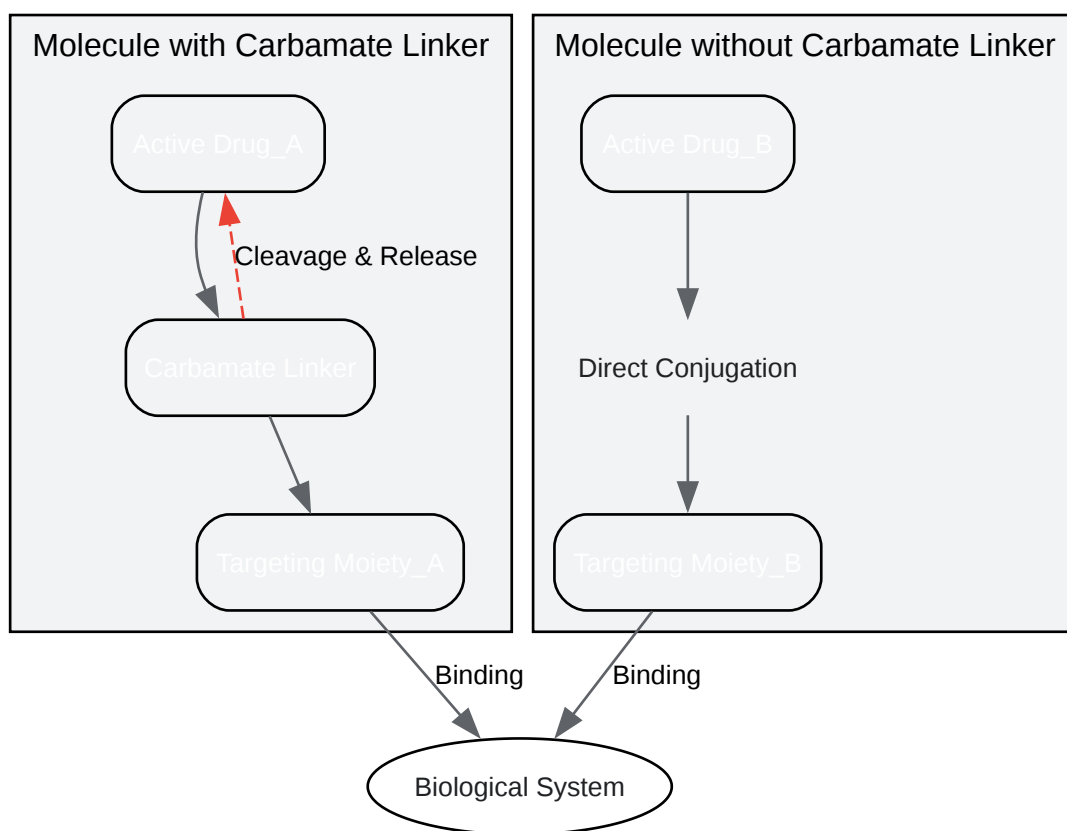 Molecule with Carbamate Linker
Molecule without Carbamate Linker
Active Drug_A
Active Drug_B
Cleavage & Release
Carbamate Linker
Direct Conjugation
Targeting Moiety_A
Targeting Moiety_B
Binding
Binding
Biological System